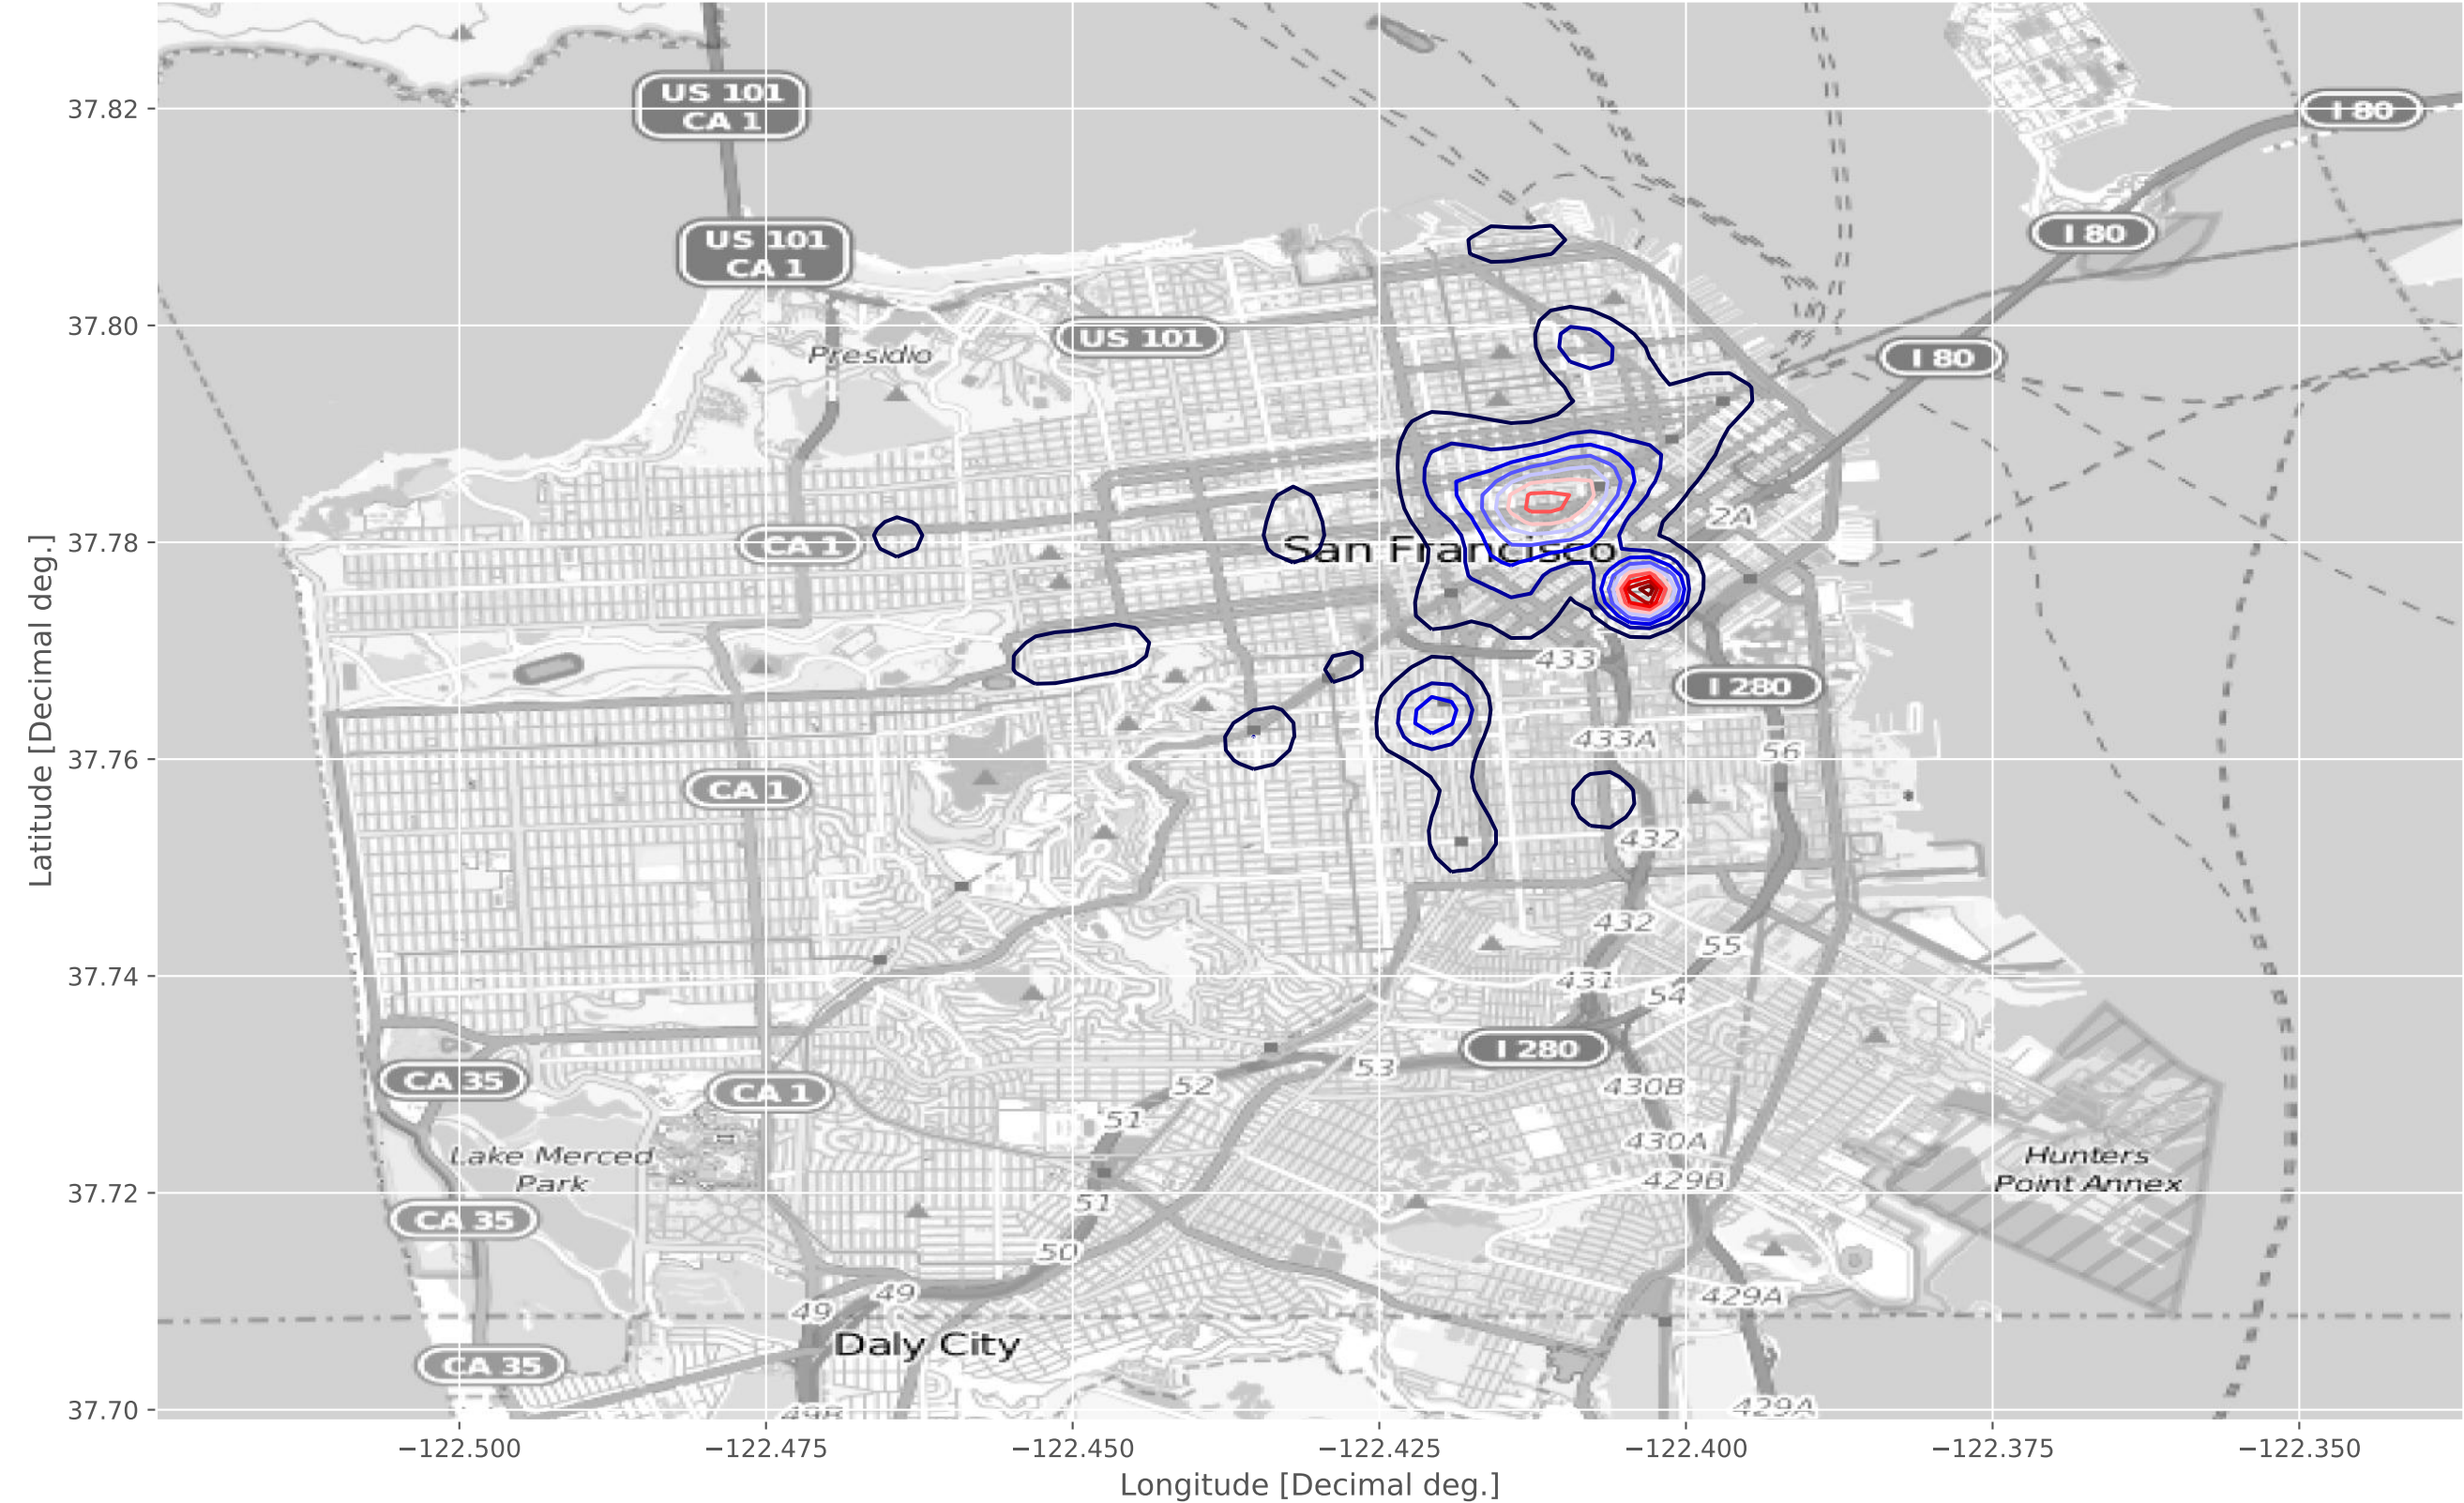 US 101
CA 1
I 80
US 101
CA 1
I 80
US 101
I 80
Presidio
2A
CA 1
San Francisco
433
I 280
433A
56
CA 1
432
432
55
431
54
I 280
53
CA 35
CA 1
52
430B
51
430A
Lake Merced
Park
Hunters
Point Annex
429B
51
CA 35
50
49
49
429A
Daly City
CA 35
429A
37.82
37.80
37.78
37.76
37.74
37.72
37.70
Latitude [Decimal deg.]
−122.500
−122.475
−122.450
−122.425
−122.400
−122.375
−122.350
Longitude [Decimal deg.]